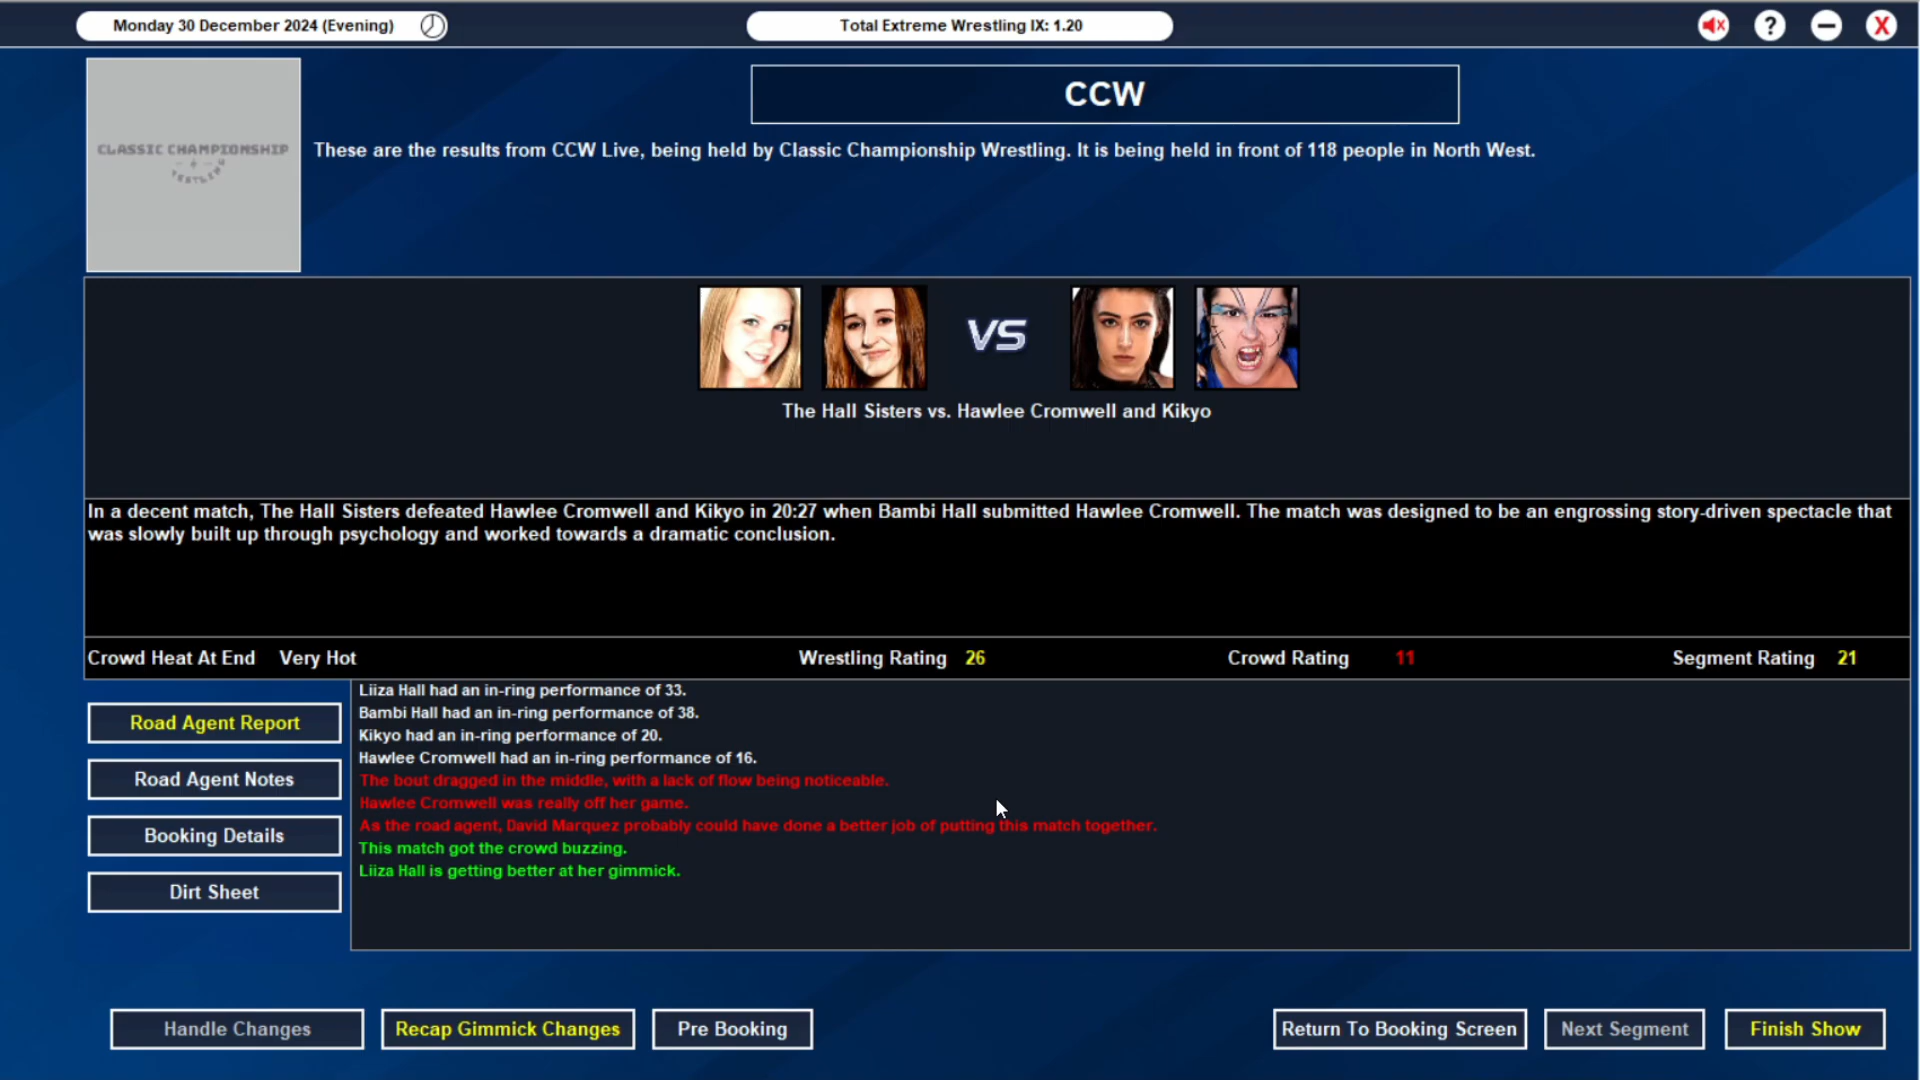 Monday 30 December 2024 (Evening)
Total Extreme Wrestling IX: 1.20
?
X
CLASSIC CHAMPIONSHIP
CCW
These are the results from CCW Live, being held by Classic Championship Wrestling. It is being held in front of 118 people in North West.
VS
The Hall Sisters vs. Hawlee Cromwell and Kikyo
In a decent match, The Hall Sisters defeated Hawlee Cromwell and Kikyo in 20:27 when Bambi Hall submitted Hawlee Cromwell. The match was designed to be an engrossing story-driven spectacle that
was slowly built up through psychology and worked towards a dramatic conclusion.
Crowd Heat At End Very Hot Wrestling Rating 26 Crowd Rating 11 Segment Rating 21
Road Agent Report
Road Agent Notes
Booking Details
Dirt Sheet
Liiza Hall had an in-ring performance of 33.
Bambi Hall had an in-ring performance of 38.
Kikyo had an in-ring performance of 20.
Hawlee Cromwell had an in-ring performance of 16.
The bout dragged in the middle, with a lack of flow being noticeable.
Hawlee Cromwell was really off her game.
As the road agent, David Marquez probably could have done a better job of putting this match together.
This match got the crowd buzzing.
Liiza Hall is getting better at her gimmick.
Handle Changes
Recap Gimmick Changes
Pre Booking
Return To Booking Screen
Next Segment
Finish Show